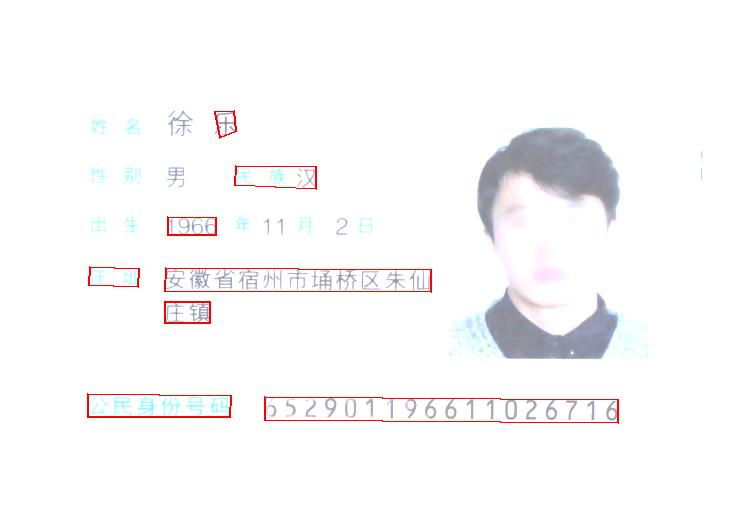 姓名 徐乐
性别 男 民族汉
出生 1966 年 11 月 2 日
住址 安徽省宿州市埇桥区朱仙
庄镇
公民身份号码 652901196611026716